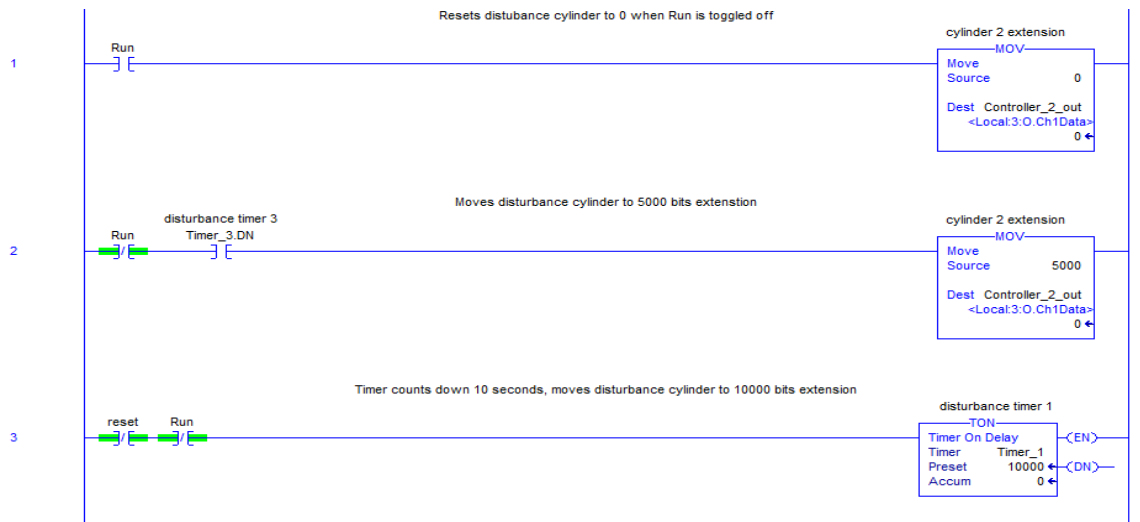 Resets distubance cylinder to 0 when Run is toggled off
cylinder 2 extension
Run
MOV
1
Move
Source 0
Dest Controller_2_out
<Local:3:O.Ch1Data>
0
Moves disturbance cylinder to 5000 bits extenstion
disturbance timer 3
cylinder 2 extension
Run Timer_3.DN
MOV
2
Move
Source 5000
Dest Controller_2_out
<Local:3:O.Ch1Data>
0
Timer counts down 10 seconds, moves disturbance cylinder to 10000 bits extension
disturbance timer 1
reset Run
TON
3
Timer On Delay EN
Timer Timer_1
Preset 10000 DN
Accum 0